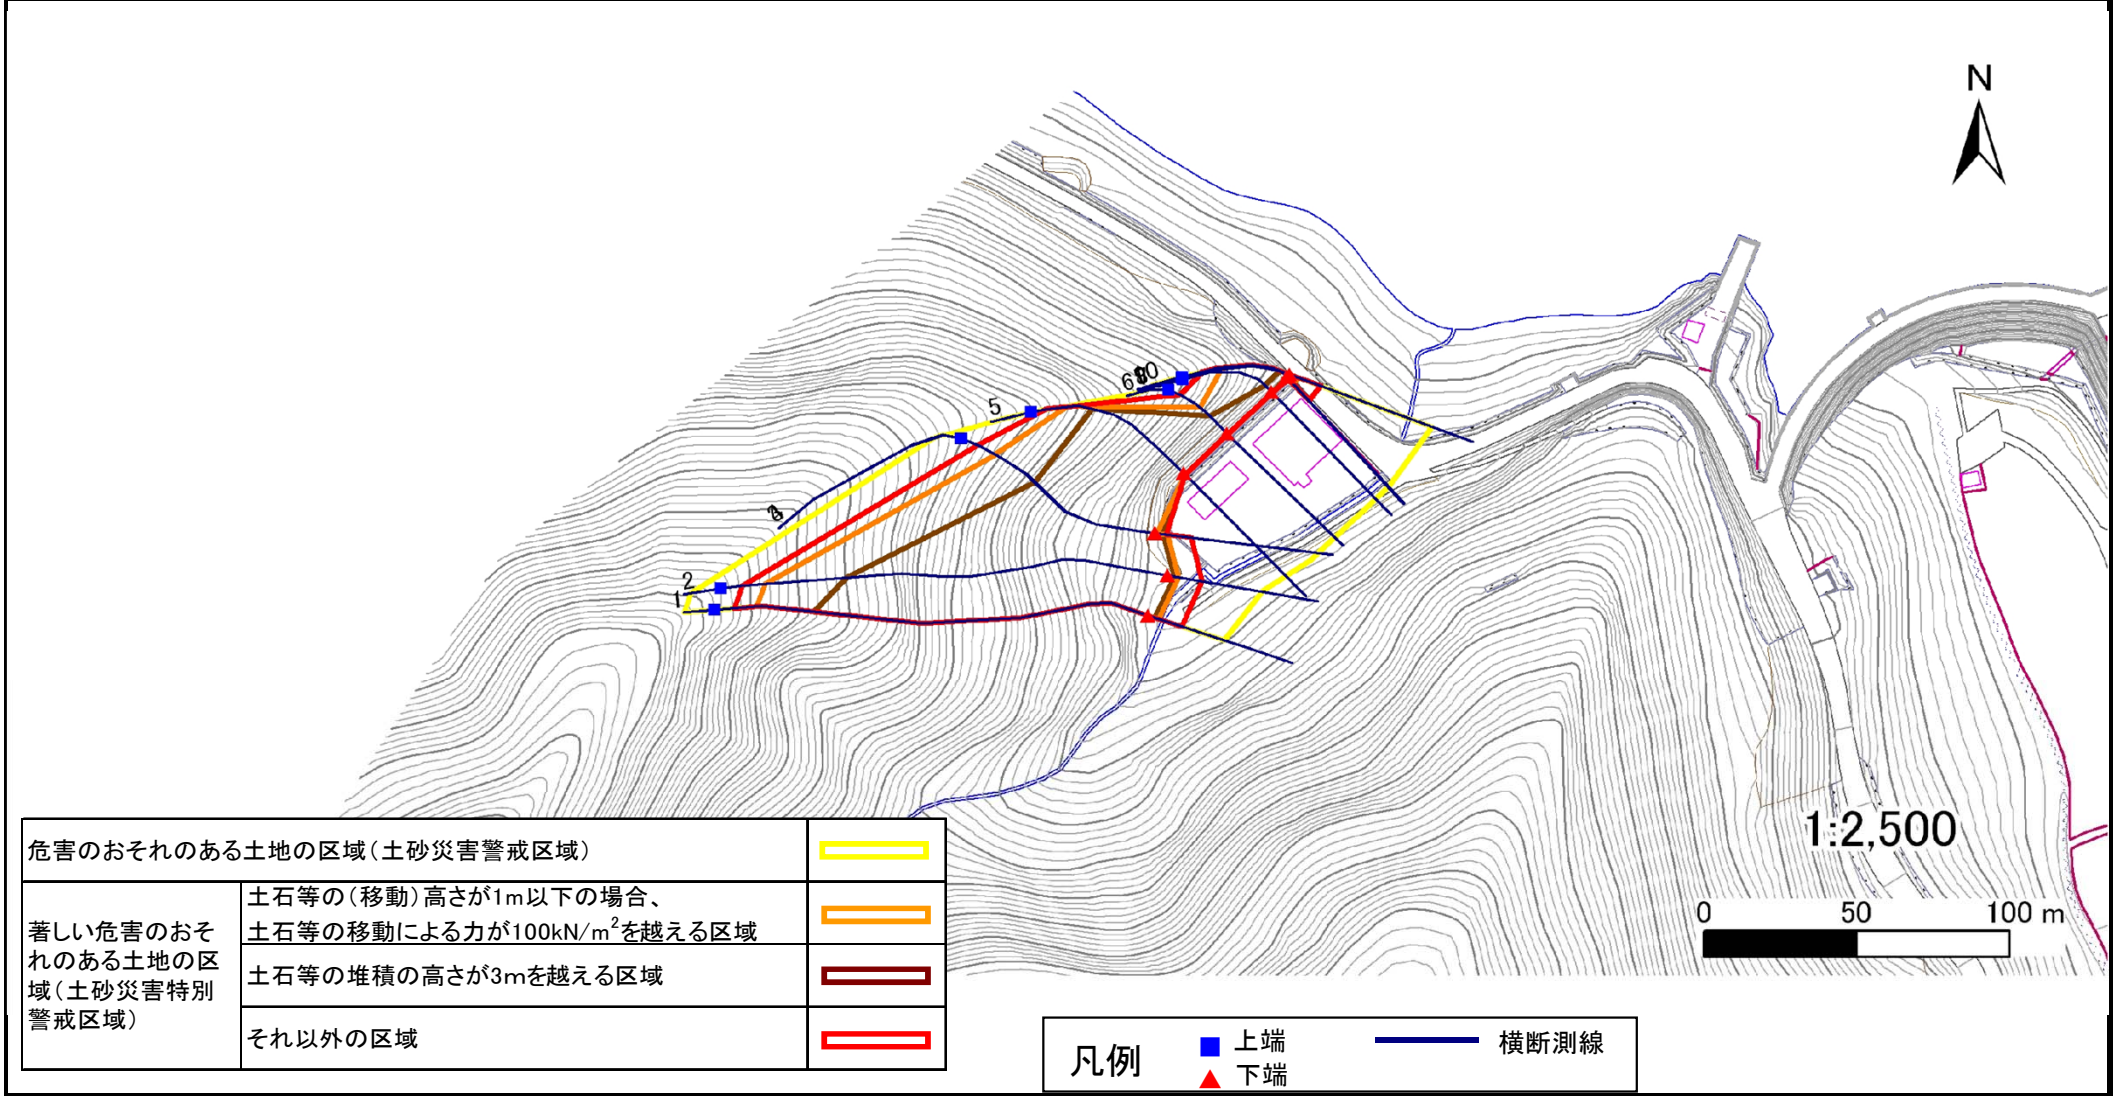 N
6
10
5
2
1
1:2,500
0 50 100 m
危害のおそれのある土地の区域(土砂災害警戒区域)
著しい危害のおそれのある土地の区域(土砂災害特別警戒区域)
土石等の(移動)高さが1m以下の場合、
土石等の移動による力が100kN/m²を越える区域
土石等の堆積の高さが3mを越える区域
それ以外の区域
凡例
上端
下端
横断測線